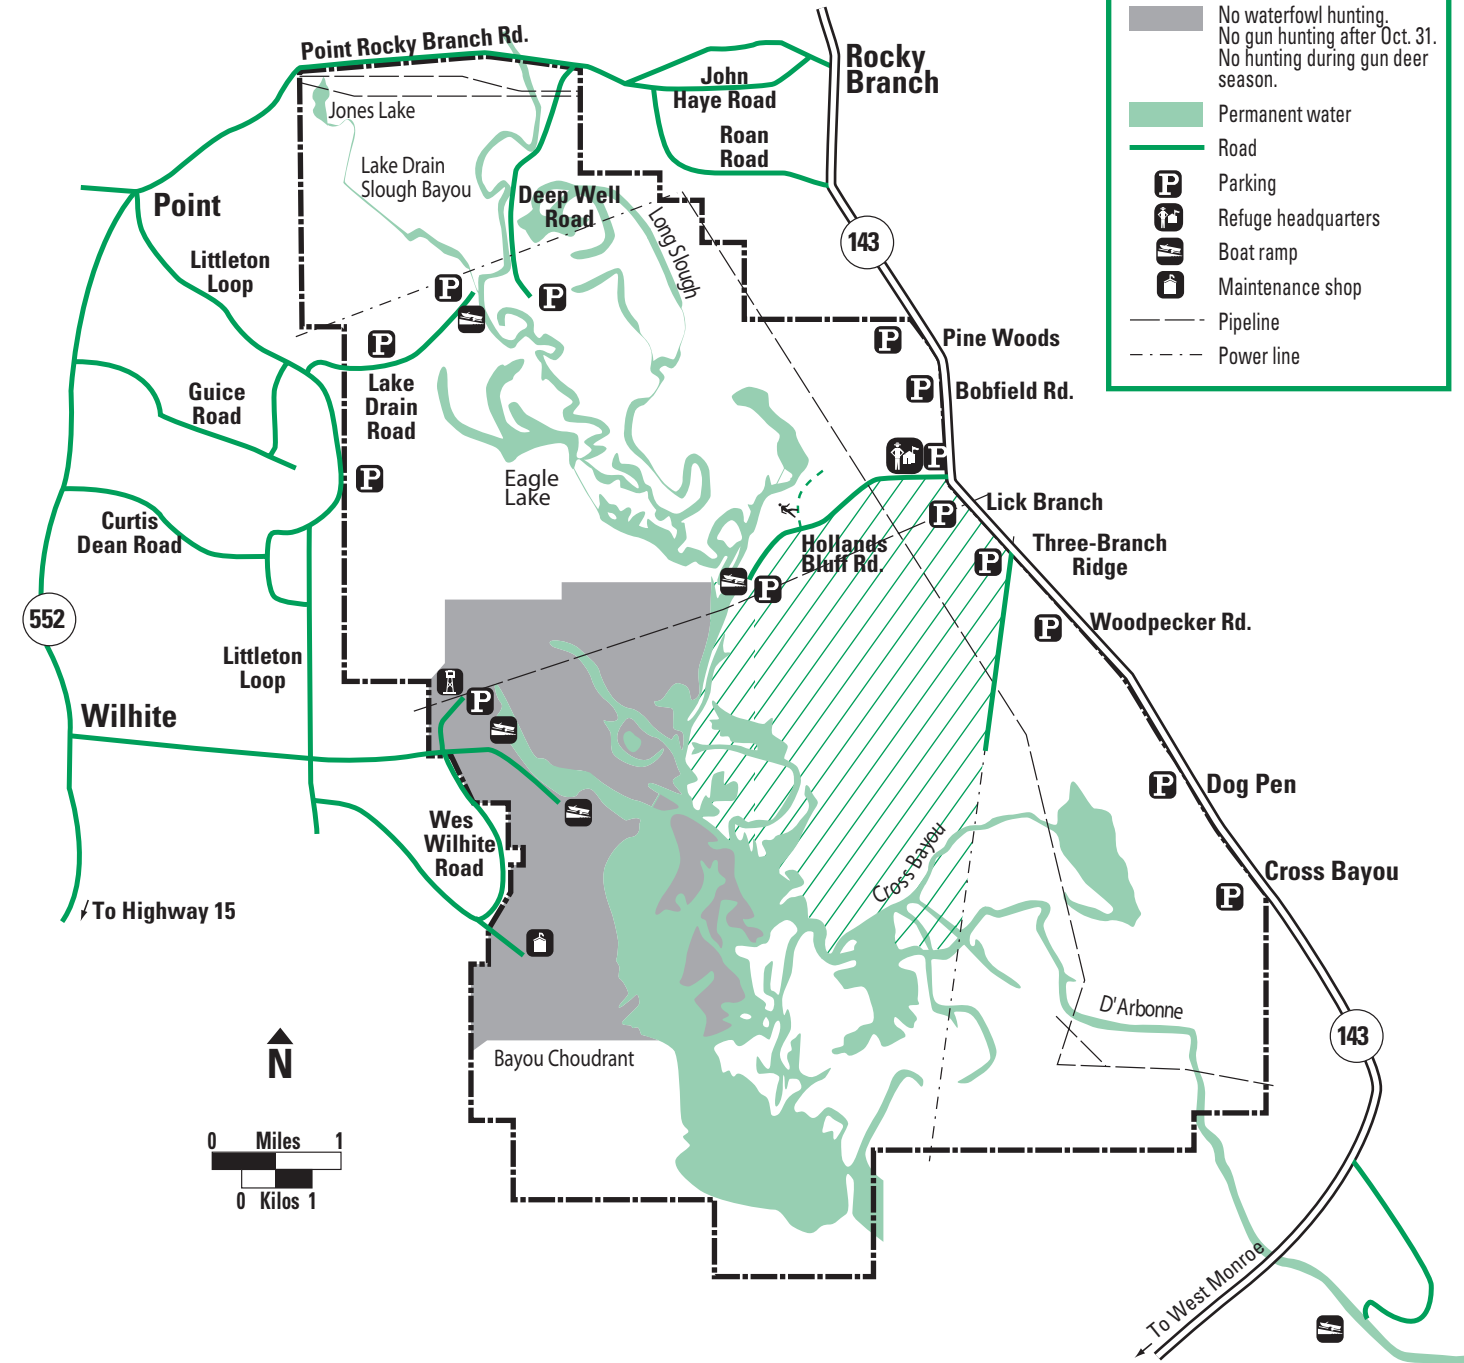 No waterfowl hunting.
No gun hunting after Oct. 31.
No hunting during gun deer
season.
Permanent water
Road
P Parking
Refuge headquarters
Boat ramp
Maintenance shop
Pipeline
Power line
Point Rocky Branch Rd.
Rocky
Branch
John
Haye Road
Roan
Road
Jones Lake
Lake Drain
Slough Bayou
Deep Well
Road
Long Slough
Point
Littleton
Loop
143
P
P
P
P
Pine Woods
P
Bobfield Rd.
Guice
Road
Lake
Drain
Road
P
P
Eagle
Lake
P
Lick Branch
Curtis
Dean Road
Hollands
Bluff Rd.
P
Three-Branch
Ridge
P
552
P
Woodpecker Rd.
Littleton
Loop
P
Wilhite
P
Dog Pen
Wes
Wilhite
Road
Cross Bayou
P
Cross Bayou
To Highway 15
D'Arbonne
N
Bayou Choudrant
143
0 Miles 1
0 Kilos 1
To West Monroe